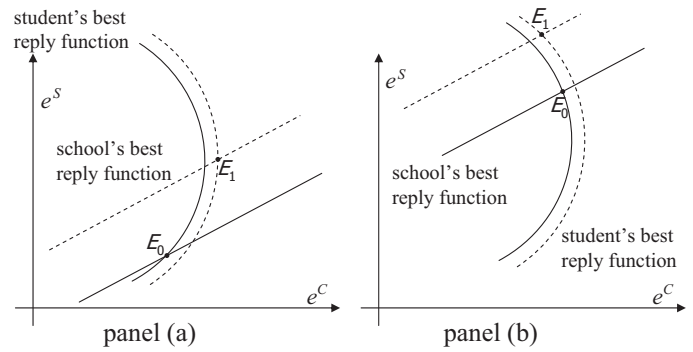 student's best
reply function
e^S
school's best
reply function
E_1
E_0
e^C
panel (a)
E_1
e^S
E_0
school's best
reply function
student's best
reply function
e^C
panel (b)